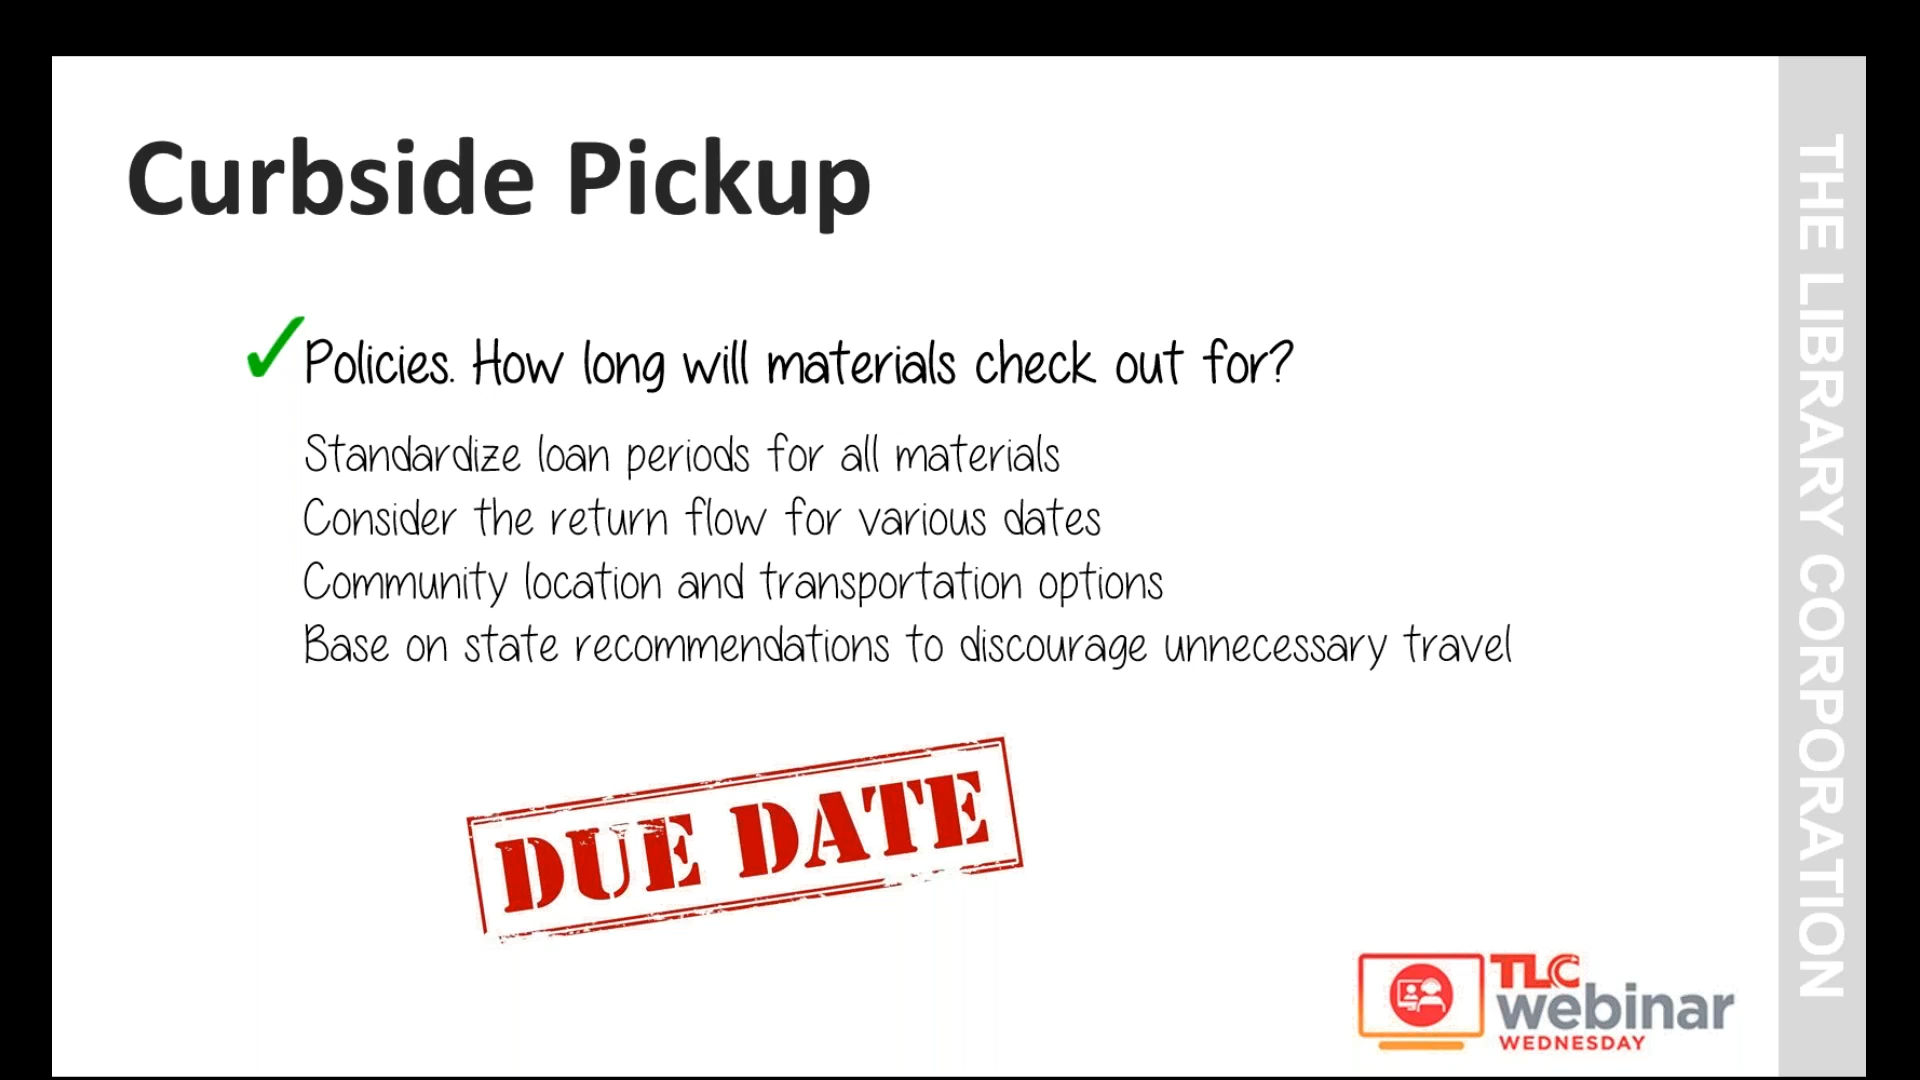 Curbside Pickup
✓Policies. How long will materials check out for?
Standardize loan periods for all materials
Consider the return flow for various dates
Community location and transportation options
Base on state recommendations to discourage unnecessary travel
DUE DATE
TLC
webinar
WEDNESDAY
THE LIBRARY CORPORATION